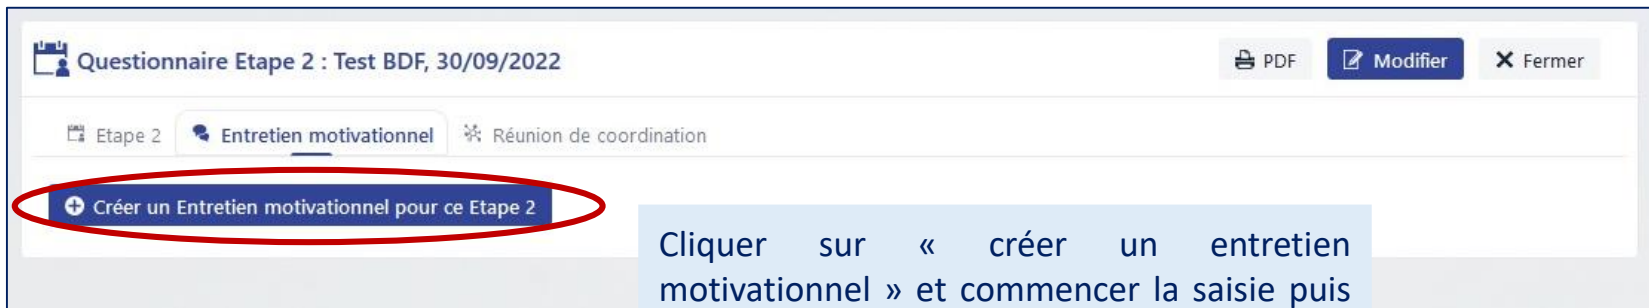 Questionnaire Etape 2 : Test BDF, 30/09/2022
PDF
Modifier
Fermer
Etape 2
Entretien motivationnel
Réunion de coordination
Créer un Entretien motivationnel pour ce Etape 2
Cliquer sur « créer un entretien
motivationnel » et commencer la saisie puis